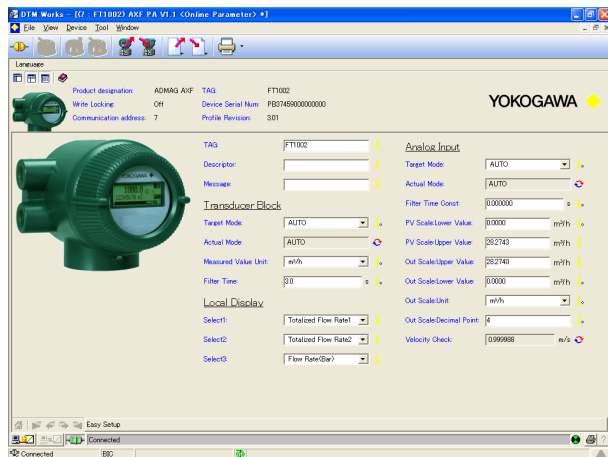 DTM Works - [(7 : FT1002) AXF PA V1.1 <Online Parameter> *]
File View Device Tool Window
Language
Product designation: ADMAG AXF TAG: FT1002
Write Locking: Off Device Serial Num: PB37459000000000
Communication address: 7 Profile Revision: 3.01
YOKOGAWA
TAG: FT1002
Descriptor:
Message:
Transducer Block
Target Mode: AUTO
Actual Mode: AUTO
Measured Value Unit: m³/h
Filter Time: 3.0 s
Local Display
Select1: Totalized Flow Rate1
Select2: Totalized Flow Rate2
Select3: Flow Rate(Bar)
Analog Input
Target Mode: AUTO
Actual Mode: AUTO
Filter Time Const: 0.000000 s
PV Scale:Lower Value: 0.0000 m³/h
PV Scale:Upper Value: 28.2743 m³/h
Out Scale:Upper Value: 28.2740 m³/h
Out Scale:Lower Value: 0.0000 m³/h
Out Scale:Unit: m³/h
Out Scale:Decimal Point: 4
Velocity Check: 0.999988 m/s
Easy Setup
Connected
Connected